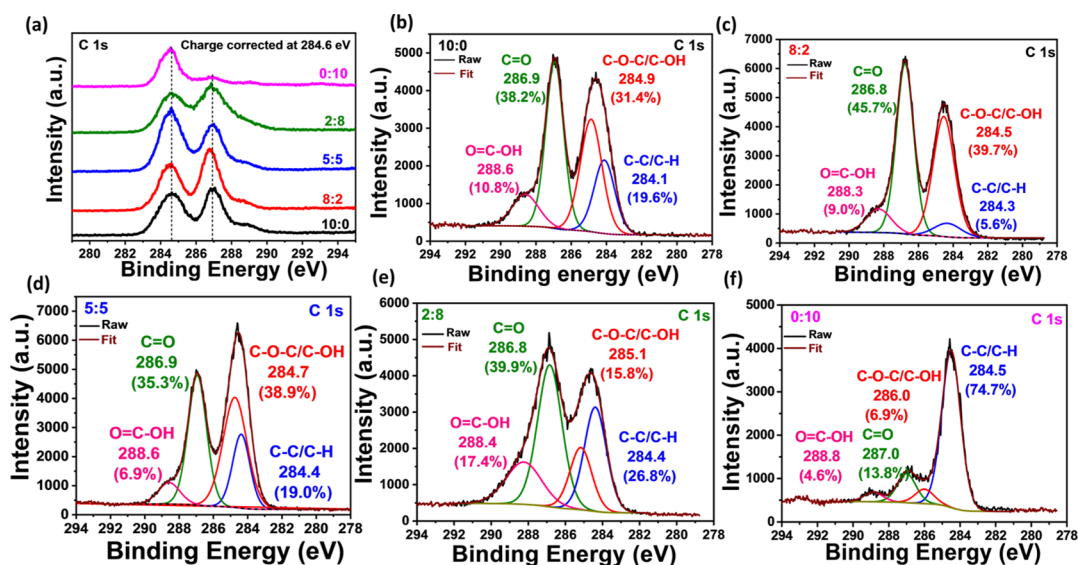 (a)
C 1s
Charge corrected at 284.6 eV
0:10
2:8
5:5
8:2
10:0
Intensity (a.u.)
280 282 284 286 288 290 292 294
Binding Energy (eV)
(b)
10:0
C 1s
Raw
Fit
C=O
286.9
(38.2%)
C-O-C/C-OH
284.9
(31.4%)
O=C-OH
288.6
(10.8%)
C-C/C-H
284.1
(19.6%)
5000
4000
3000
2000
1000
0
Intensity (a.u.)
294 292 290 288 286 284 282 280 278
Binding energy (eV)
(c)
8:2
C 1s
Raw
Fit
C=O
286.8
(45.7%)
C-O-C/C-OH
284.5
(39.7%)
O=C-OH
288.3
(9.0%)
C-C/C-H
284.3
(5.6%)
7000
6000
5000
4000
3000
2000
1000
0
Intensity (a.u.)
294 292 290 288 286 284 282 280 278
Binding energy (eV)
(d)
5:5
C 1s
Raw
Fit
C=O
286.9
(35.3%)
C-O-C/C-OH
284.7
(38.9%)
O=C-OH
288.6
(6.9%)
C-C/C-H
284.4
(19.0%)
7000
6000
5000
4000
3000
2000
1000
0
Intensity (a.u.)
294 292 290 288 286 284 282 280 278
Binding Energy (eV)
(e)
2:8
C 1s
Raw
Fit
C=O
286.8
(39.9%)
C-O-C/C-OH
285.1
(15.8%)
O=C-OH
288.4
(17.4%)
C-C/C-H
284.4
(26.8%)
6000
5000
4000
3000
2000
1000
0
Intensity (a.u.)
294 292 290 288 286 284 282 280 278
Binding Energy (eV)
(f)
0:10
C 1s
Raw
Fit
C-C/C-H
284.5
(74.7%)
C-O-C/C-OH
286.0
(6.9%)
O=C-OH
288.8
(4.6%)
C=O
287.0
(13.8%)
5000
4000
3000
2000
1000
0
Intensity (a.u.)
294 292 290 288 286 284 282 280 278
Binding Energy (eV)